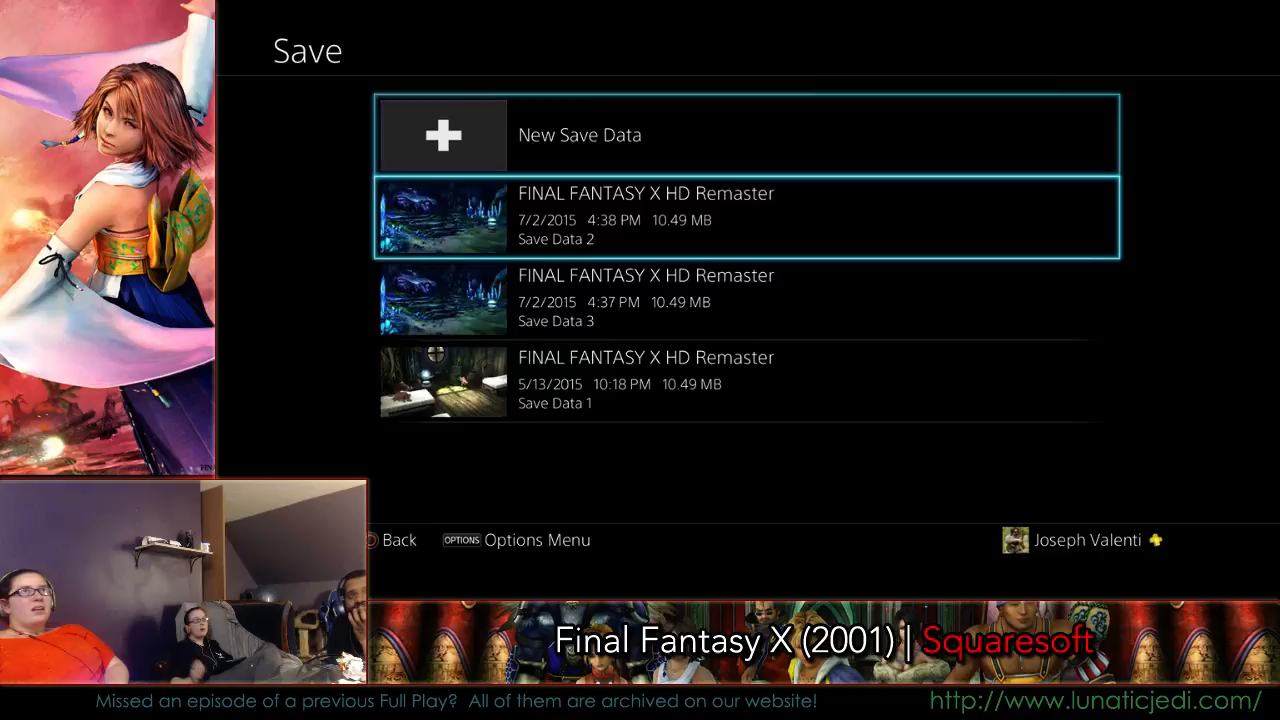 Save
New Save Data
FINAL FANTASY X HD Remaster
7/2/2015 4:38 PM 10.49 MB
Save Data 2
FINAL FANTASY X HD Remaster
7/2/2015 4:37 PM 10.49 MB
Save Data 3
FINAL FANTASY X HD Remaster
5/13/2015 10:18 PM 10.49 MB
Save Data 1
Back
OPTIONS Options Menu
Joseph Valenti
Final Fantasy X (2001) | Squaresoft
Missed an episode of a previous Full Play? All of them are archived on our website!
http://www.lunaticjedi.com/